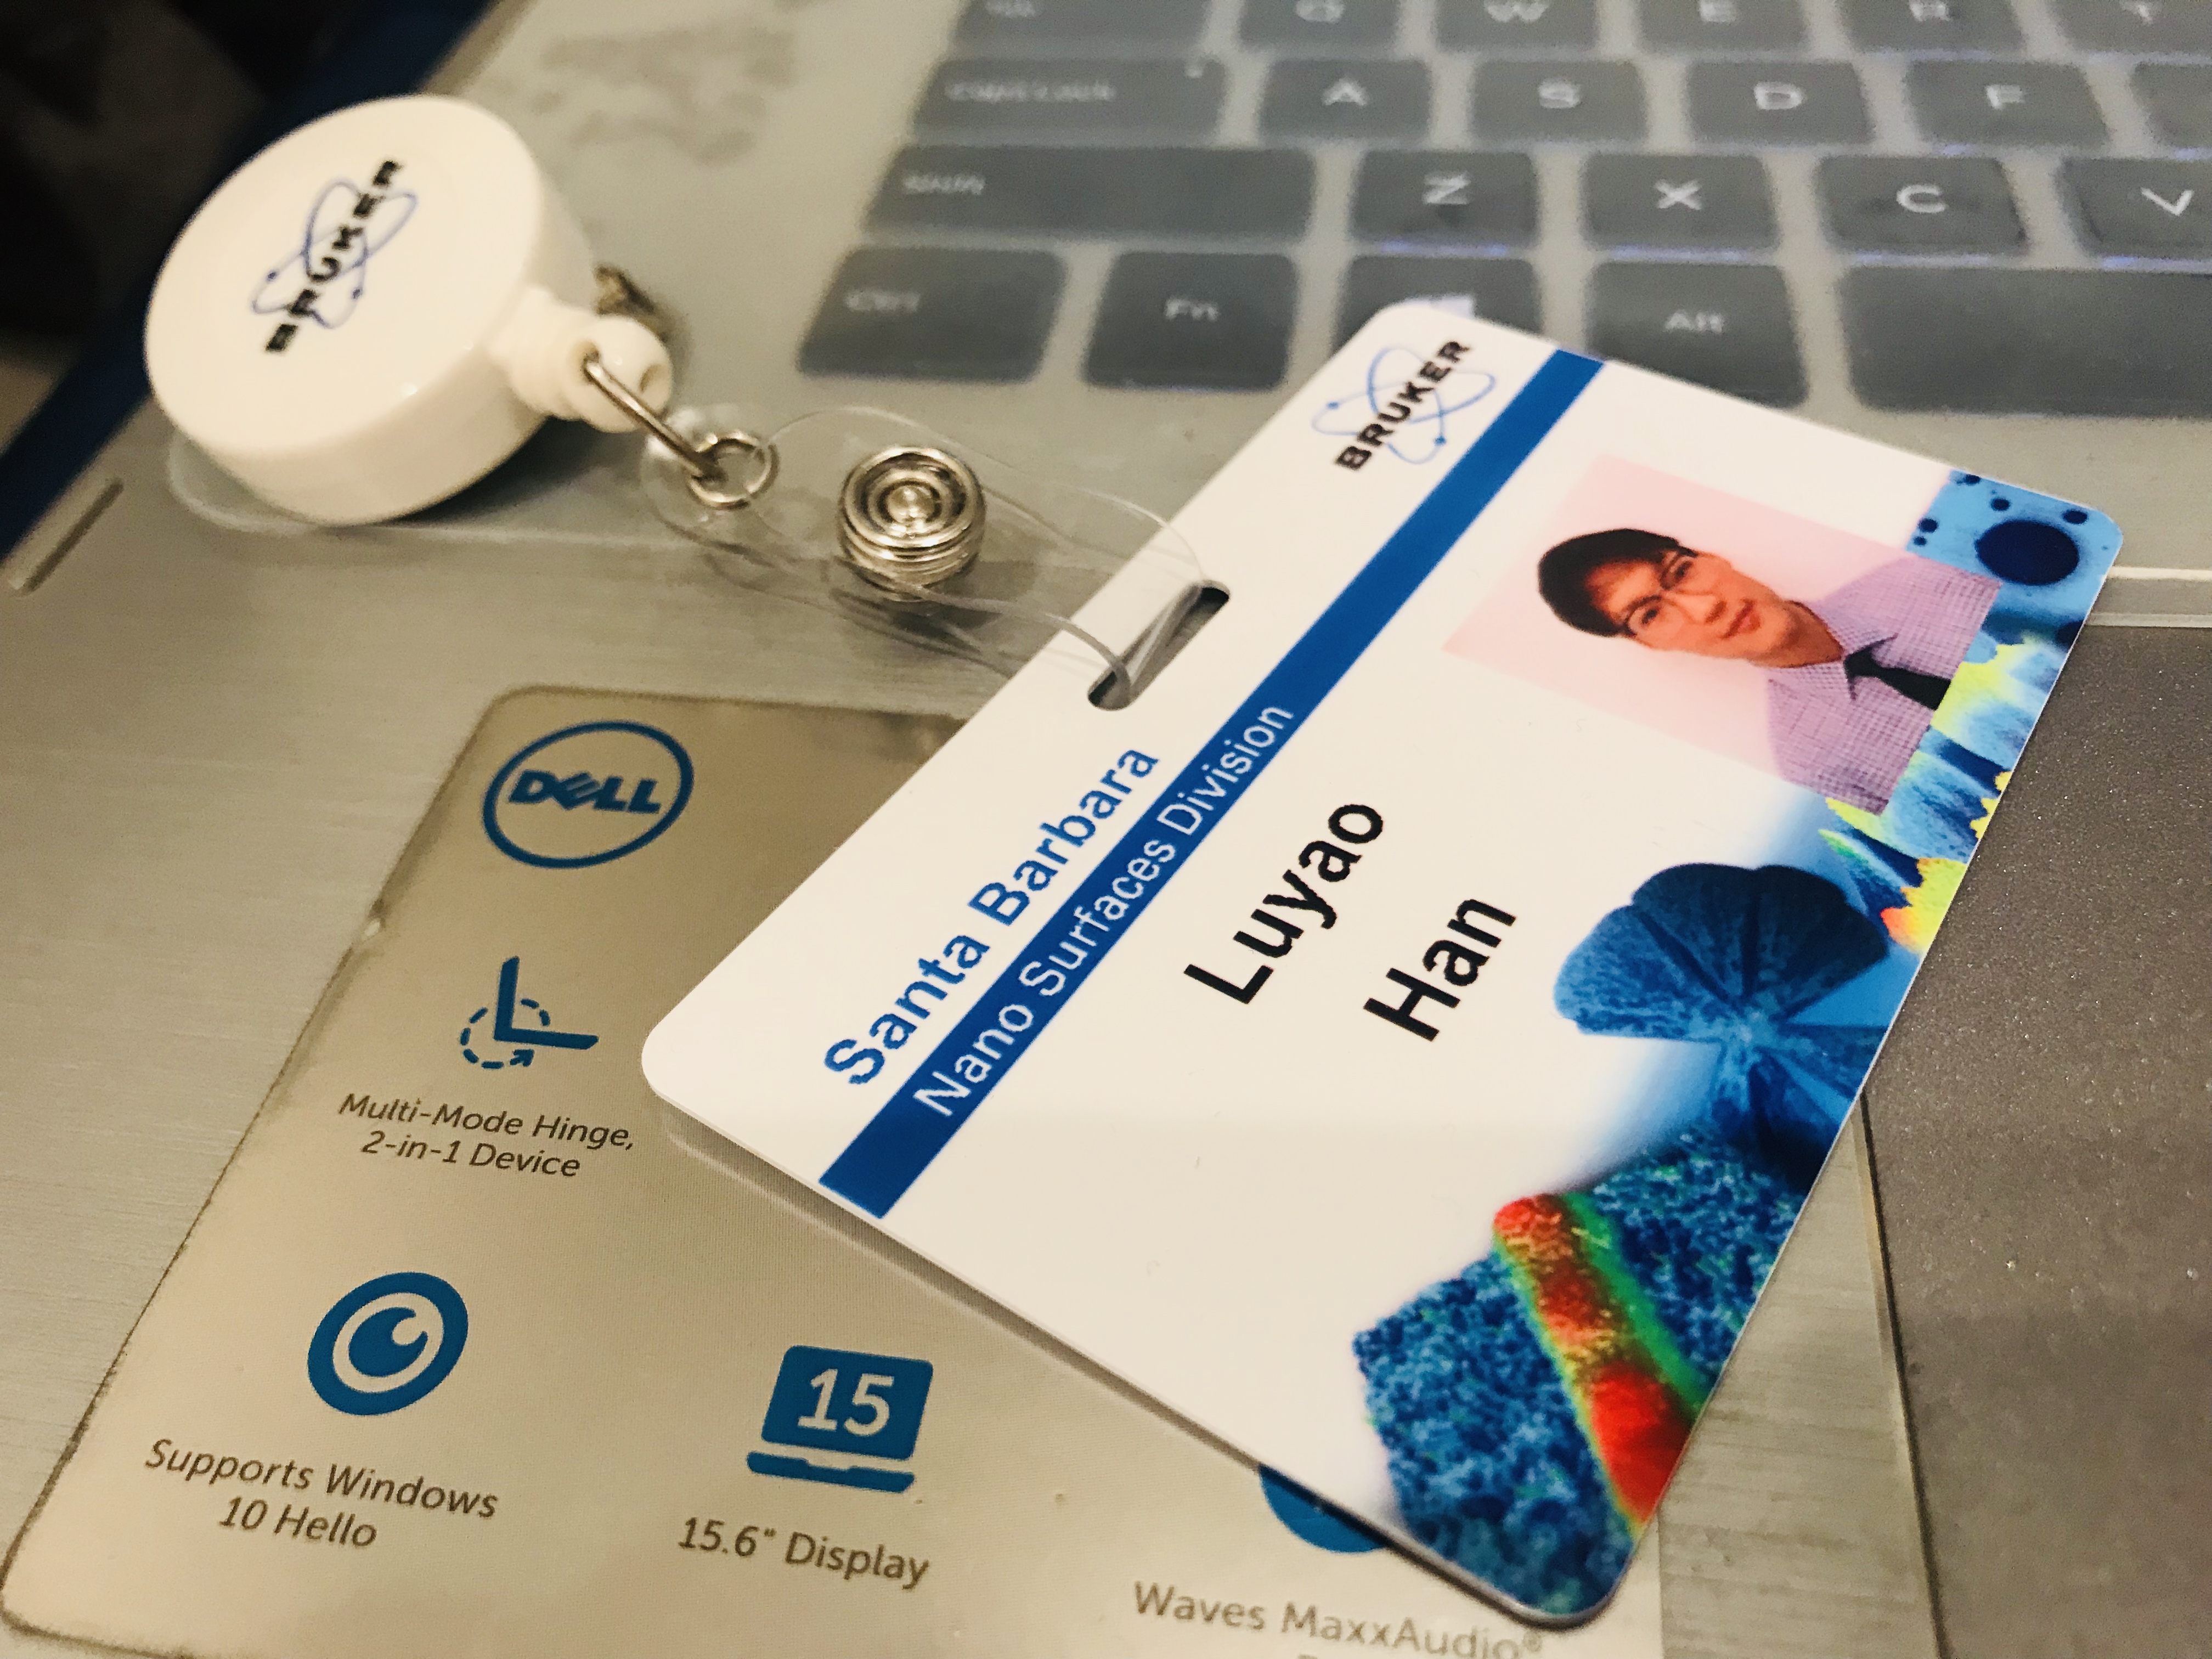 BRUKER
Q W E R T
Caps Lock A S D F
Shift Z X C V
Ctrl Fn Alt
BRUKER
Santa Barbara
Nano Surfaces Division
Luyao
Han
DELL
Multi-Mode Hinge,
2-in-1 Device
Supports Windows
10 Hello
15
15.6" Display
Waves MaxxAudio®